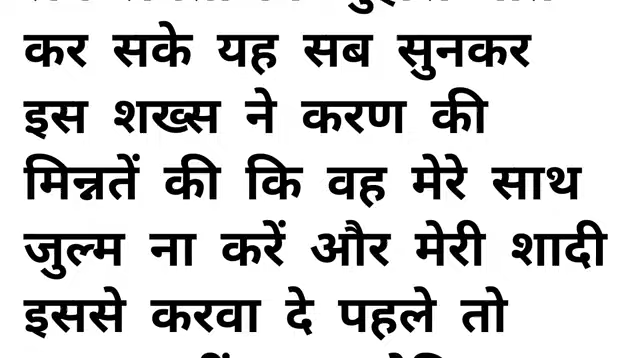 कर सके यह सब सुनकर
इस शख्स ने करण की
मिन्नतें की कि वह मेरे साथ
जुल्म ना करें और मेरी शादी
इससे करवा दे पहले तो